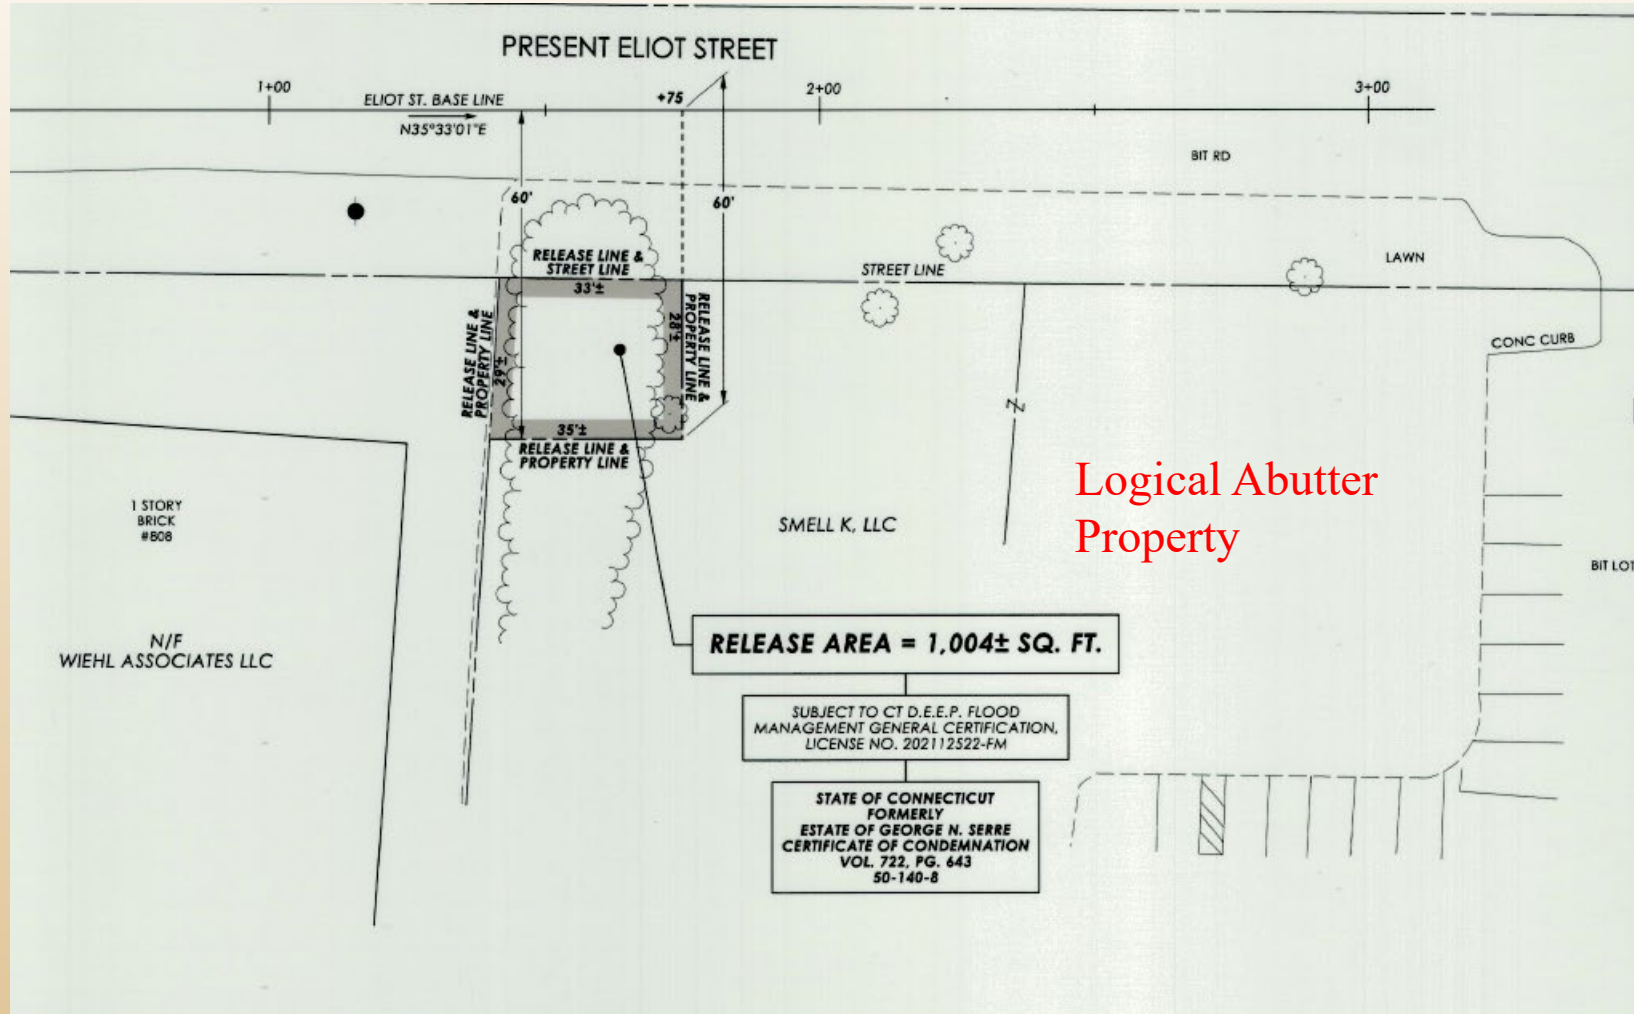 PRESENT ELIOT STREET
1+00
ELIOT ST. BASE LINE
N35°33'01"E
+75
2+00
3+00
BIT RD
60'
60'
RELEASE LINE &
STREET LINE
33'±
STREET LINE
LAWN
RELEASE LINE &
PROPERTY LINE
29'±
28'±
RELEASE LINE &
PROPERTY LINE
CONC CURB
35'±
RELEASE LINE &
PROPERTY LINE
Logical Abutter
Property
1 STORY
BRICK
#808
SMELL K, LLC
BIT LOT
N/F
WIEHL ASSOCIATES LLC
RELEASE AREA = 1,004± SQ. FT.
SUBJECT TO CT D.E.E.P. FLOOD
MANAGEMENT GENERAL CERTIFICATION,
LICENSE NO. 202112522-FM
STATE OF CONNECTICUT
FORMERLY
ESTATE OF GEORGE N. SERRE
CERTIFICATE OF CONDEMNATION
VOL. 722, PG. 643
50-140-8